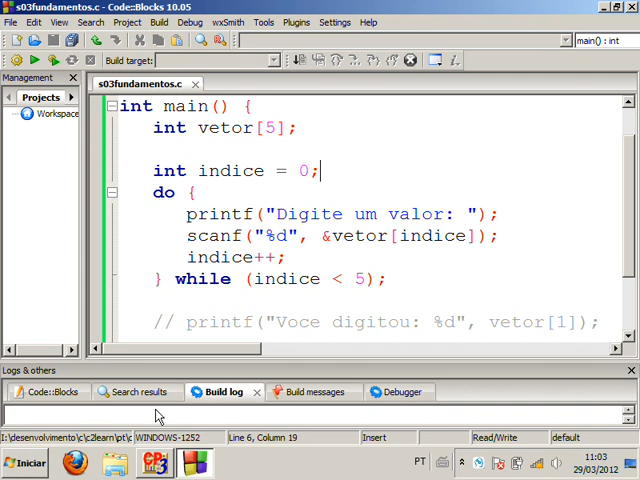 s03fundamentos.c - Code::Blocks 10.05
File Edit View Search Project Build Debug wxSmith Tools Plugins Settings Help
main() : int
Build target:
Management
Projects
Workspace
s03fundamentos.c
int main() {
int vetor[5];
int indice = 0;
do {
printf("Digite um valor: ");
scanf("%d", &vetor[indice]);
indice++;
} while (indice < 5);
// printf("Voce digitou: %d", vetor[1]);
Logs & others
Code::Blocks Search results Build log Build messages Debugger
I:\desenvolvimento\c\c2learn\pt\c WINDOWS-1252 Line 6, Column 19 Insert Read/Write default
Iniciar
PT
11:03
29/03/2012